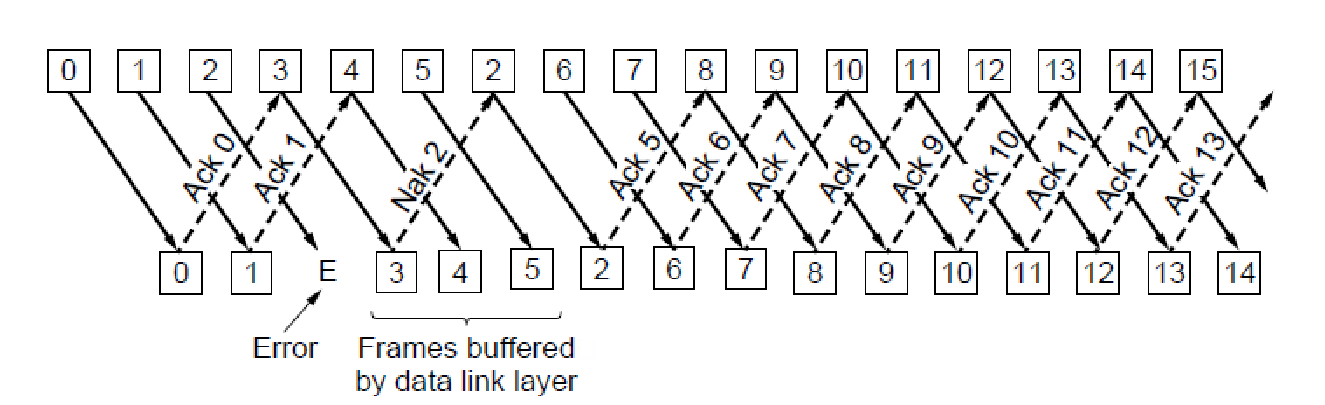 0 1 2 3 4 5 2 6 7 8 9 10 11 12 13 14 15
Ack 0 Ack 1 Nak 2 Ack 5 Ack 6 Ack 7 Ack 8 Ack 9 Ack 10 Ack 11 Ack 12 Ack 13
0 1 E 3 4 5 2 6 7 8 9 10 11 12 13 14
Error
Frames buffered
by data link layer